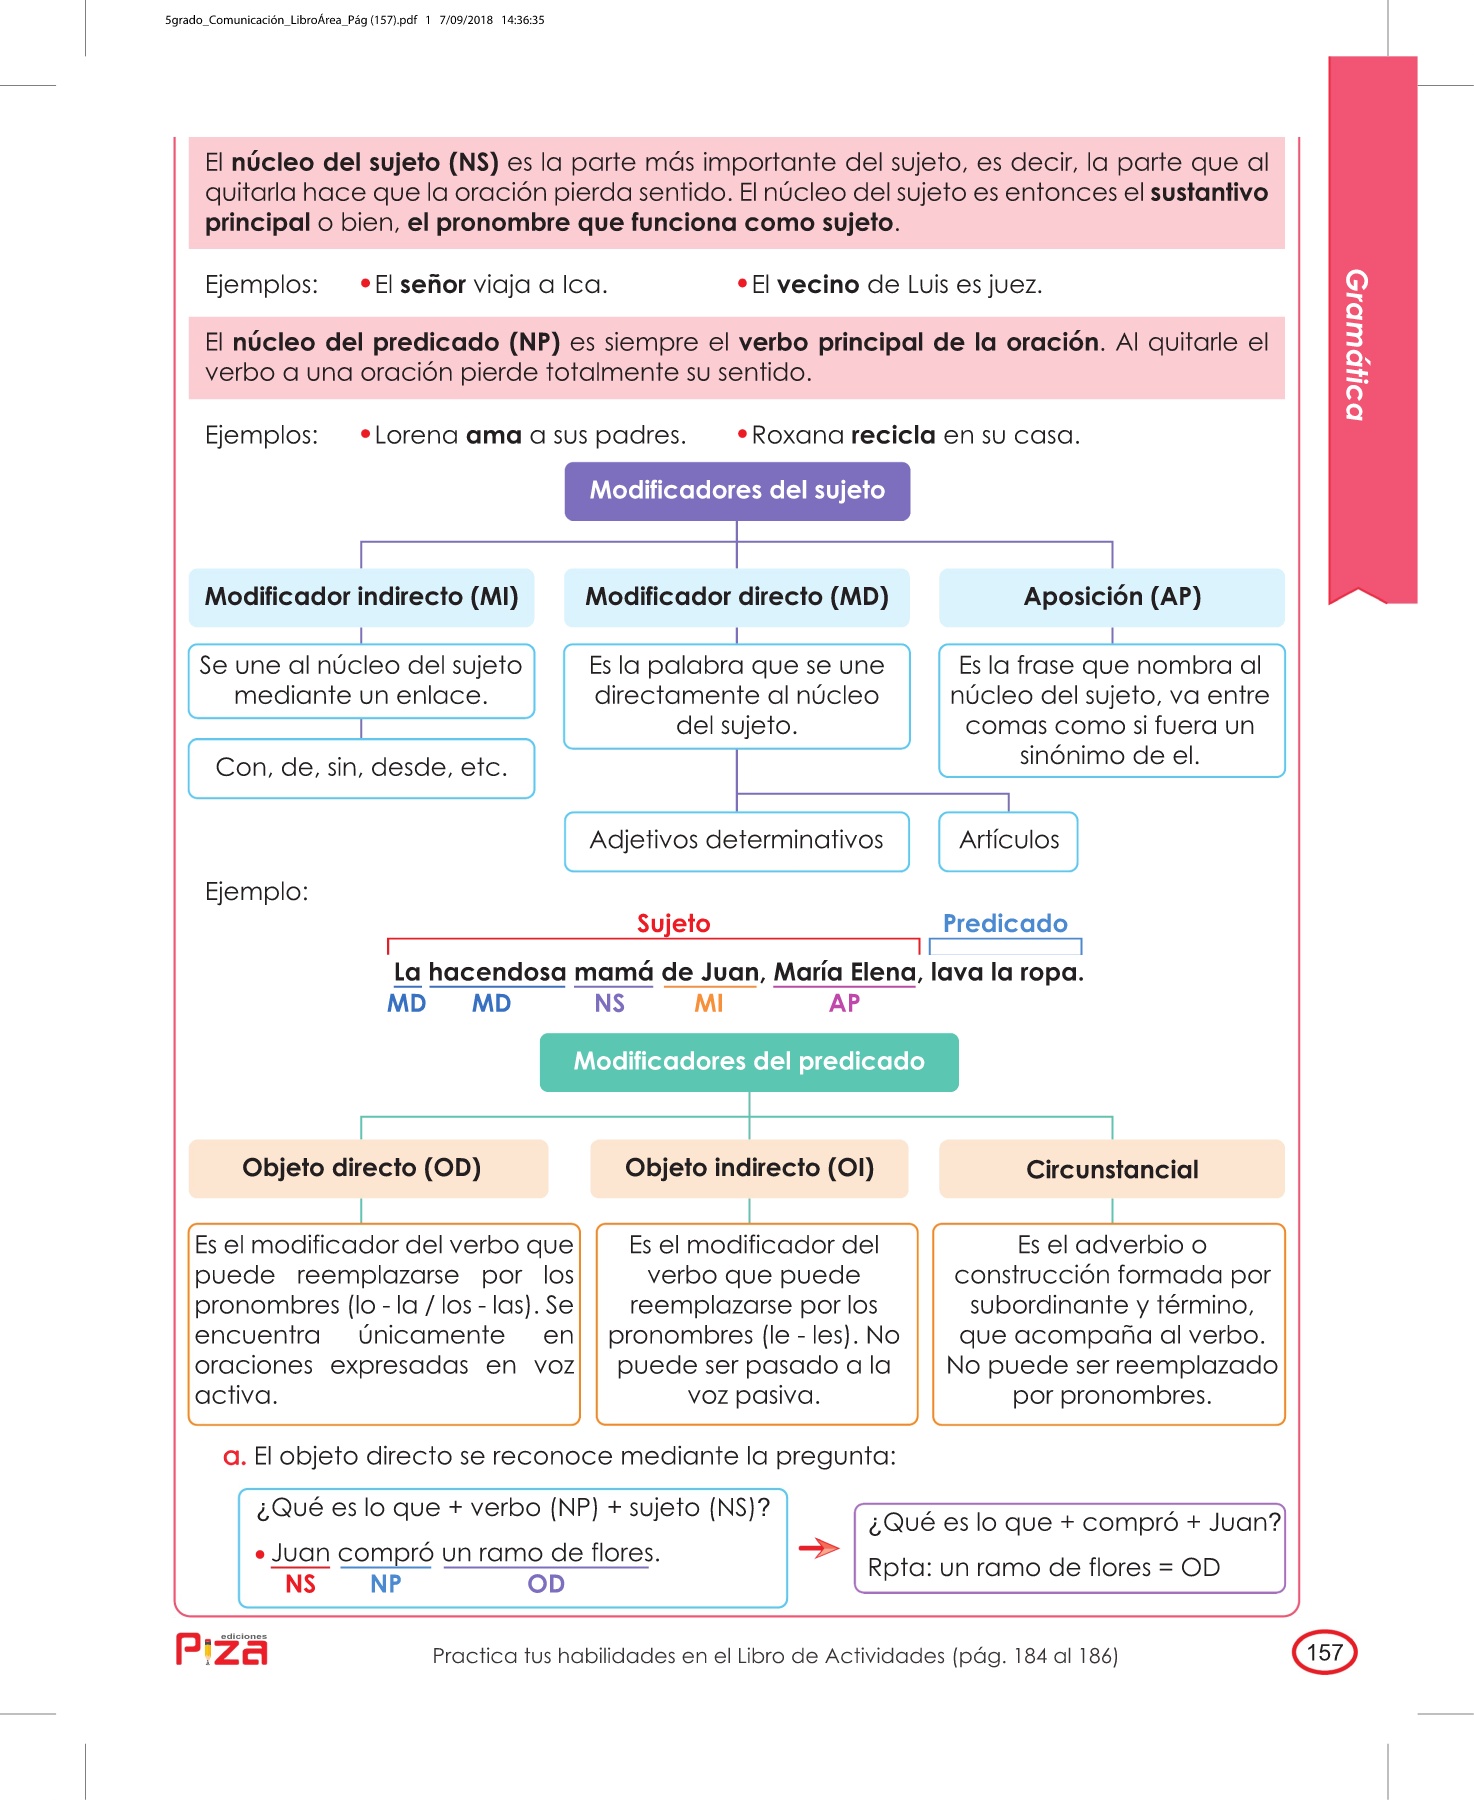 5grado_Comunicación_LibroÁrea_Pág (157).pdf 1 7/09/2018 14:36:35
Gramática
El núcleo del sujeto (NS) es la parte más importante del sujeto, es decir, la parte que al
quitarla hace que la oración pierda sentido. El núcleo del sujeto es entonces el sustantivo
principal o bien, el pronombre que funciona como sujeto.
Ejemplos: • El señor viaja a Ica. • El vecino de Luis es juez.
El núcleo del predicado (NP) es siempre el verbo principal de la oración. Al quitarle el
verbo a una oración pierde totalmente su sentido.
Ejemplos: • Lorena ama a sus padres. • Roxana recicla en su casa.
Modificadores del sujeto
Modificador indirecto (MI)
Se une al núcleo del sujeto
mediante un enlace.
Con, de, sin, desde, etc.
Modificador directo (MD)
Es la palabra que se une
directamente al núcleo
del sujeto.
Adjetivos determinativos
Artículos
Aposición (AP)
Es la frase que nombra al
núcleo del sujeto, va entre
comas como si fuera un
sinónimo de el.
Ejemplo:
Sujeto Predicado
La hacendosa mamá de Juan, María Elena, lava la ropa.
MD MD NS MI AP
Modificadores del predicado
Objeto directo (OD)
Es el modificador del verbo que
puede reemplazarse por los
pronombres (lo - la / los - las). Se
encuentra únicamente en
oraciones expresadas en voz
activa.
Objeto indirecto (OI)
Es el modificador del
verbo que puede
reemplazarse por los
pronombres (le - les). No
puede ser pasado a la
voz pasiva.
Circunstancial
Es el adverbio o
construcción formada por
subordinante y término,
que acompaña al verbo.
No puede ser reemplazado
por pronombres.
a. El objeto directo se reconoce mediante la pregunta:
¿Qué es lo que + verbo (NP) + sujeto (NS)?
• Juan compró un ramo de flores.
NS NP OD
¿Qué es lo que + compró + Juan?
Rpta: un ramo de flores = OD
ediciones
PIZA
Practica tus habilidades en el Libro de Actividades (pág. 184 al 186)
157